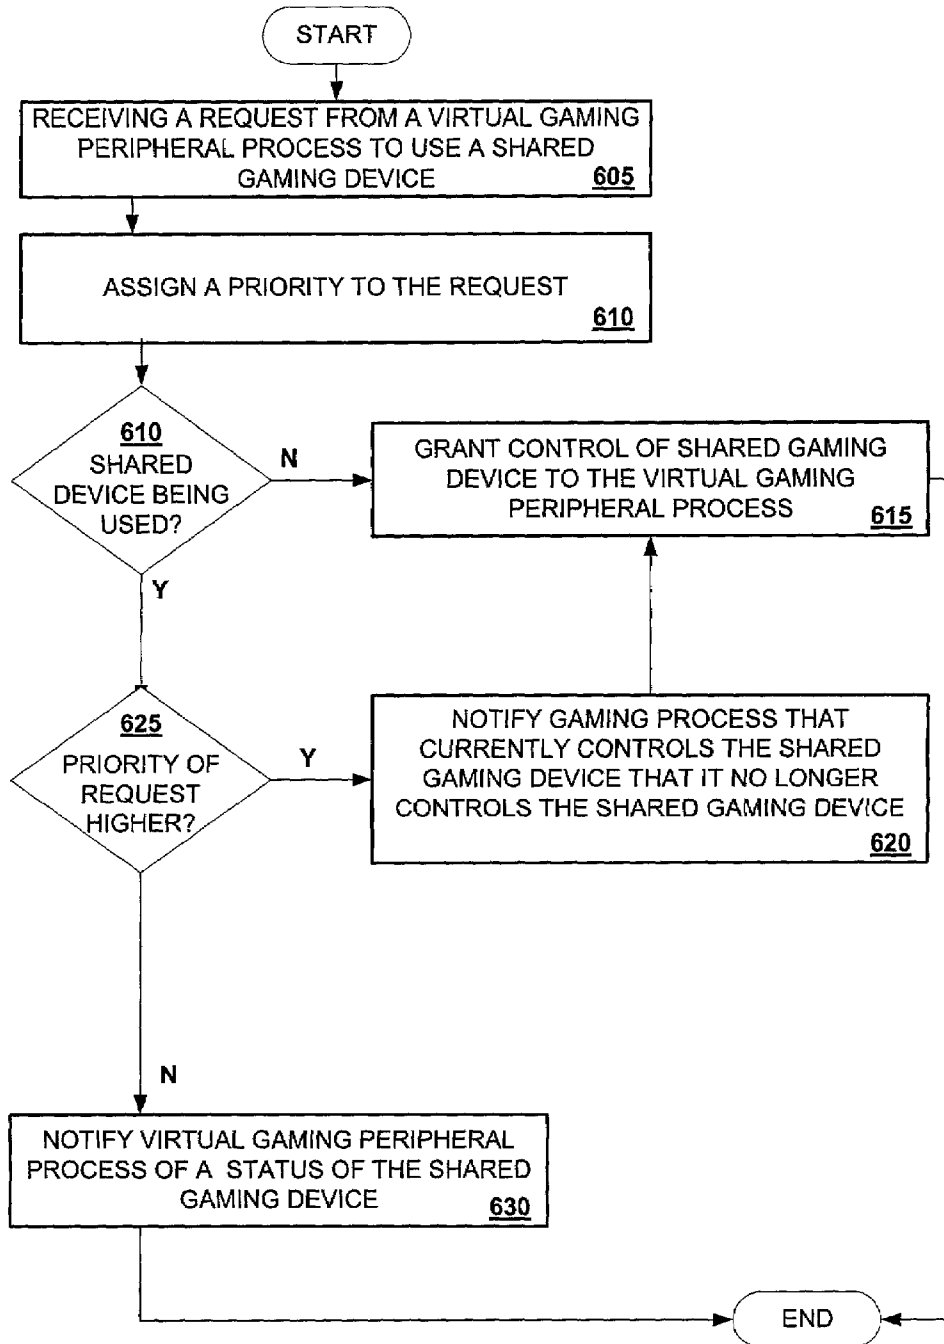 START
RECEIVING A REQUEST FROM A VIRTUAL GAMING
PERIPHERAL PROCESS TO USE A SHARED
GAMING DEVICE
605
ASSIGN A PRIORITY TO THE REQUEST
610
610
SHARED
DEVICE BEING
USED?
N
GRANT CONTROL OF SHARED GAMING
DEVICE TO THE VIRTUAL GAMING
PERIPHERAL PROCESS
615
Y
625
PRIORITY OF
REQUEST
HIGHER?
Y
NOTIFY GAMING PROCESS THAT
CURRENTLY CONTROLS THE SHARED
GAMING DEVICE THAT IT NO LONGER
CONTROLS THE SHARED GAMING DEVICE
620
N
NOTIFY VIRTUAL GAMING PERIPHERAL
PROCESS OF A STATUS OF THE SHARED
GAMING DEVICE
630
END